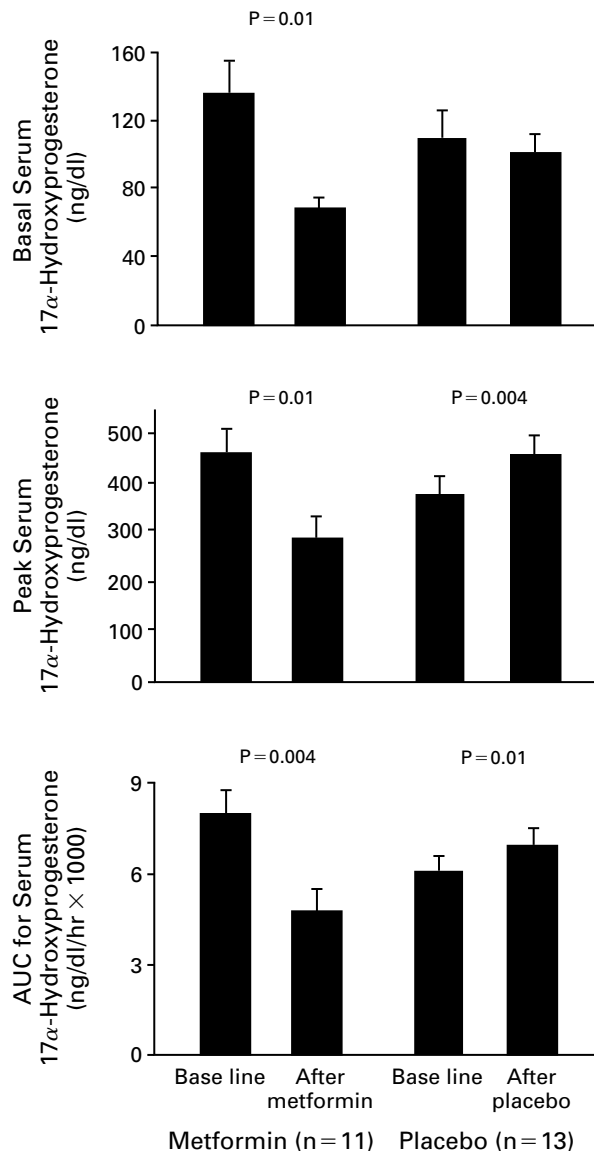 P=0.01
Basal Serum
17α-Hydroxyprogesterone
(ng/dl)
160
120
80
40
0
P=0.01
P=0.004
Peak Serum
17α-Hydroxyprogesterone
(ng/dl)
500
400
300
200
100
0
P=0.004
P=0.01
AUC for Serum
17α-Hydroxyprogesterone
(ng/dl/hr × 1000)
9
6
3
0
Base line
After
metformin
Base line
After
placebo
Metformin (n=11)
Placebo (n=13)